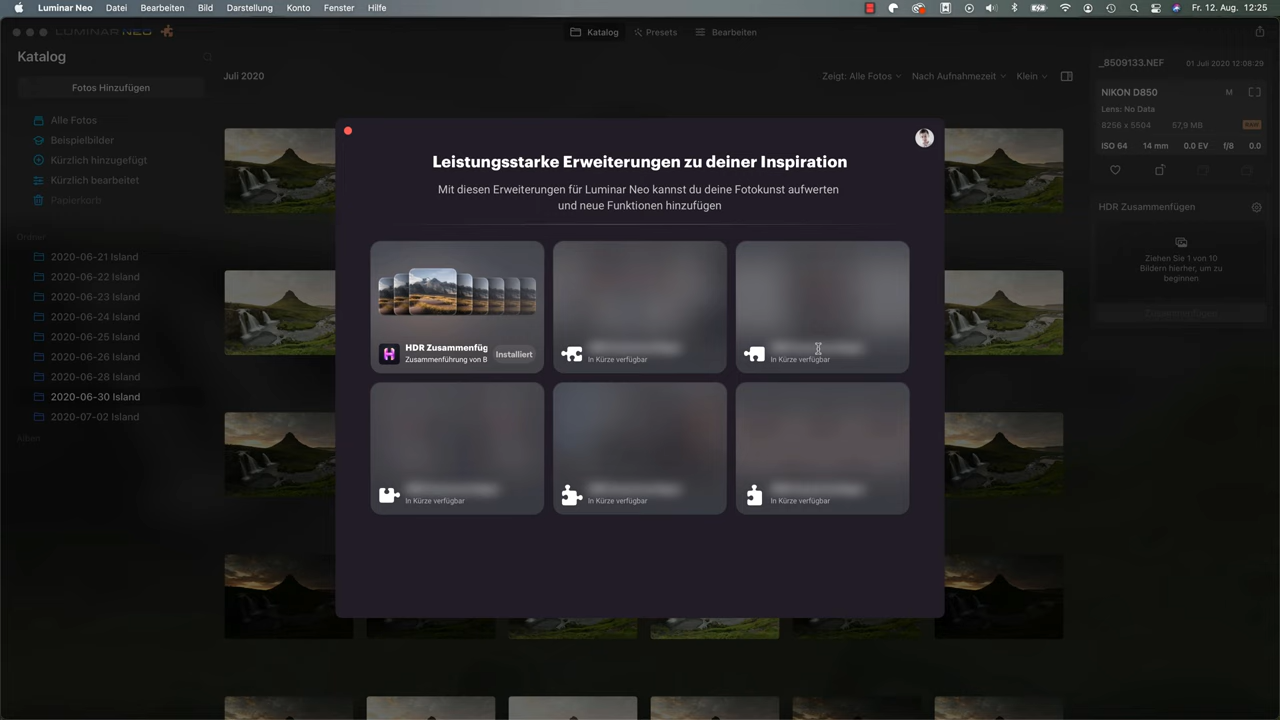 Luminar Neo Datei Bearbeiten Bild Darstellung Konto Fenster Hilfe Fr. 12. Aug. 12:25
LUMINAR NEO Katalog Presets Bearbeiten
Katalog
Fotos Hinzufügen
Alle Fotos
Beispielbilder
Kürzlich hinzugefügt
Kürzlich bearbeitet
Papierkorb
Ordner
2020-06-21 Island
2020-06-22 Island
2020-06-23 Island
2020-06-24 Island
2020-06-25 Island
2020-06-26 Island
2020-06-28 Island
2020-06-30 Island
2020-07-02 Island
Alben
Juli 2020 Zeigt: Alle Fotos Nach Aufnahmezeit Klein
Leistungsstarke Erweiterungen zu deiner Inspiration
Mit diesen Erweiterungen für Luminar Neo kannst du deine Fotokunst aufwerten
und neue Funktionen hinzufügen
HDR Zusammenfüg
Zusammenführung von B
Installiert
In Kürze verfügbar
In Kürze verfügbar
In Kürze verfügbar
In Kürze verfügbar
In Kürze verfügbar
_8509133.NEF 01 Juli 2020 12:08:29
NIKON D850 M
Lens: No Data
8256 x 5504 57,9 MB RAW
ISO 64 14 mm 0.0 EV f/8 0.0
HDR Zusammenfügen
Ziehen Sie 1 von 10
Bildern hierher, um zu
beginnen